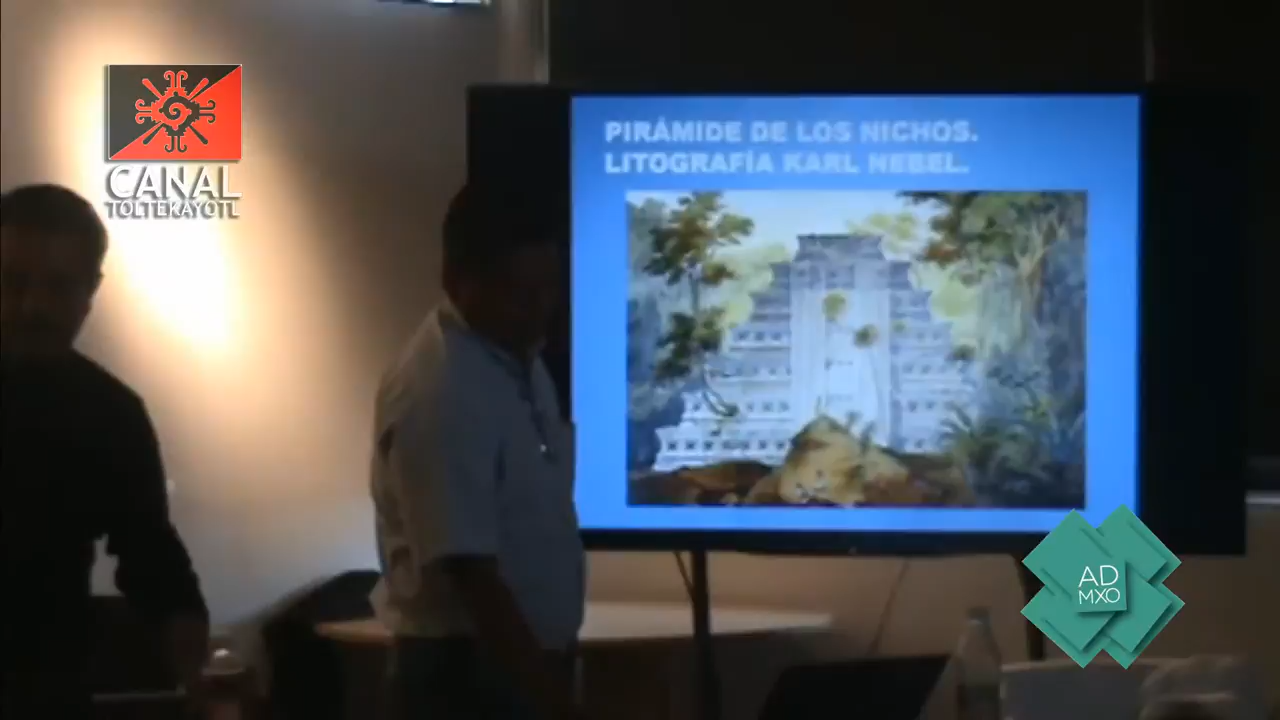 CANAL
TOLTEKAYOTL
PIRÁMIDE DE LOS NICHOS.
LITOGRAFÍA KARL NEBEL.
AD
MXO